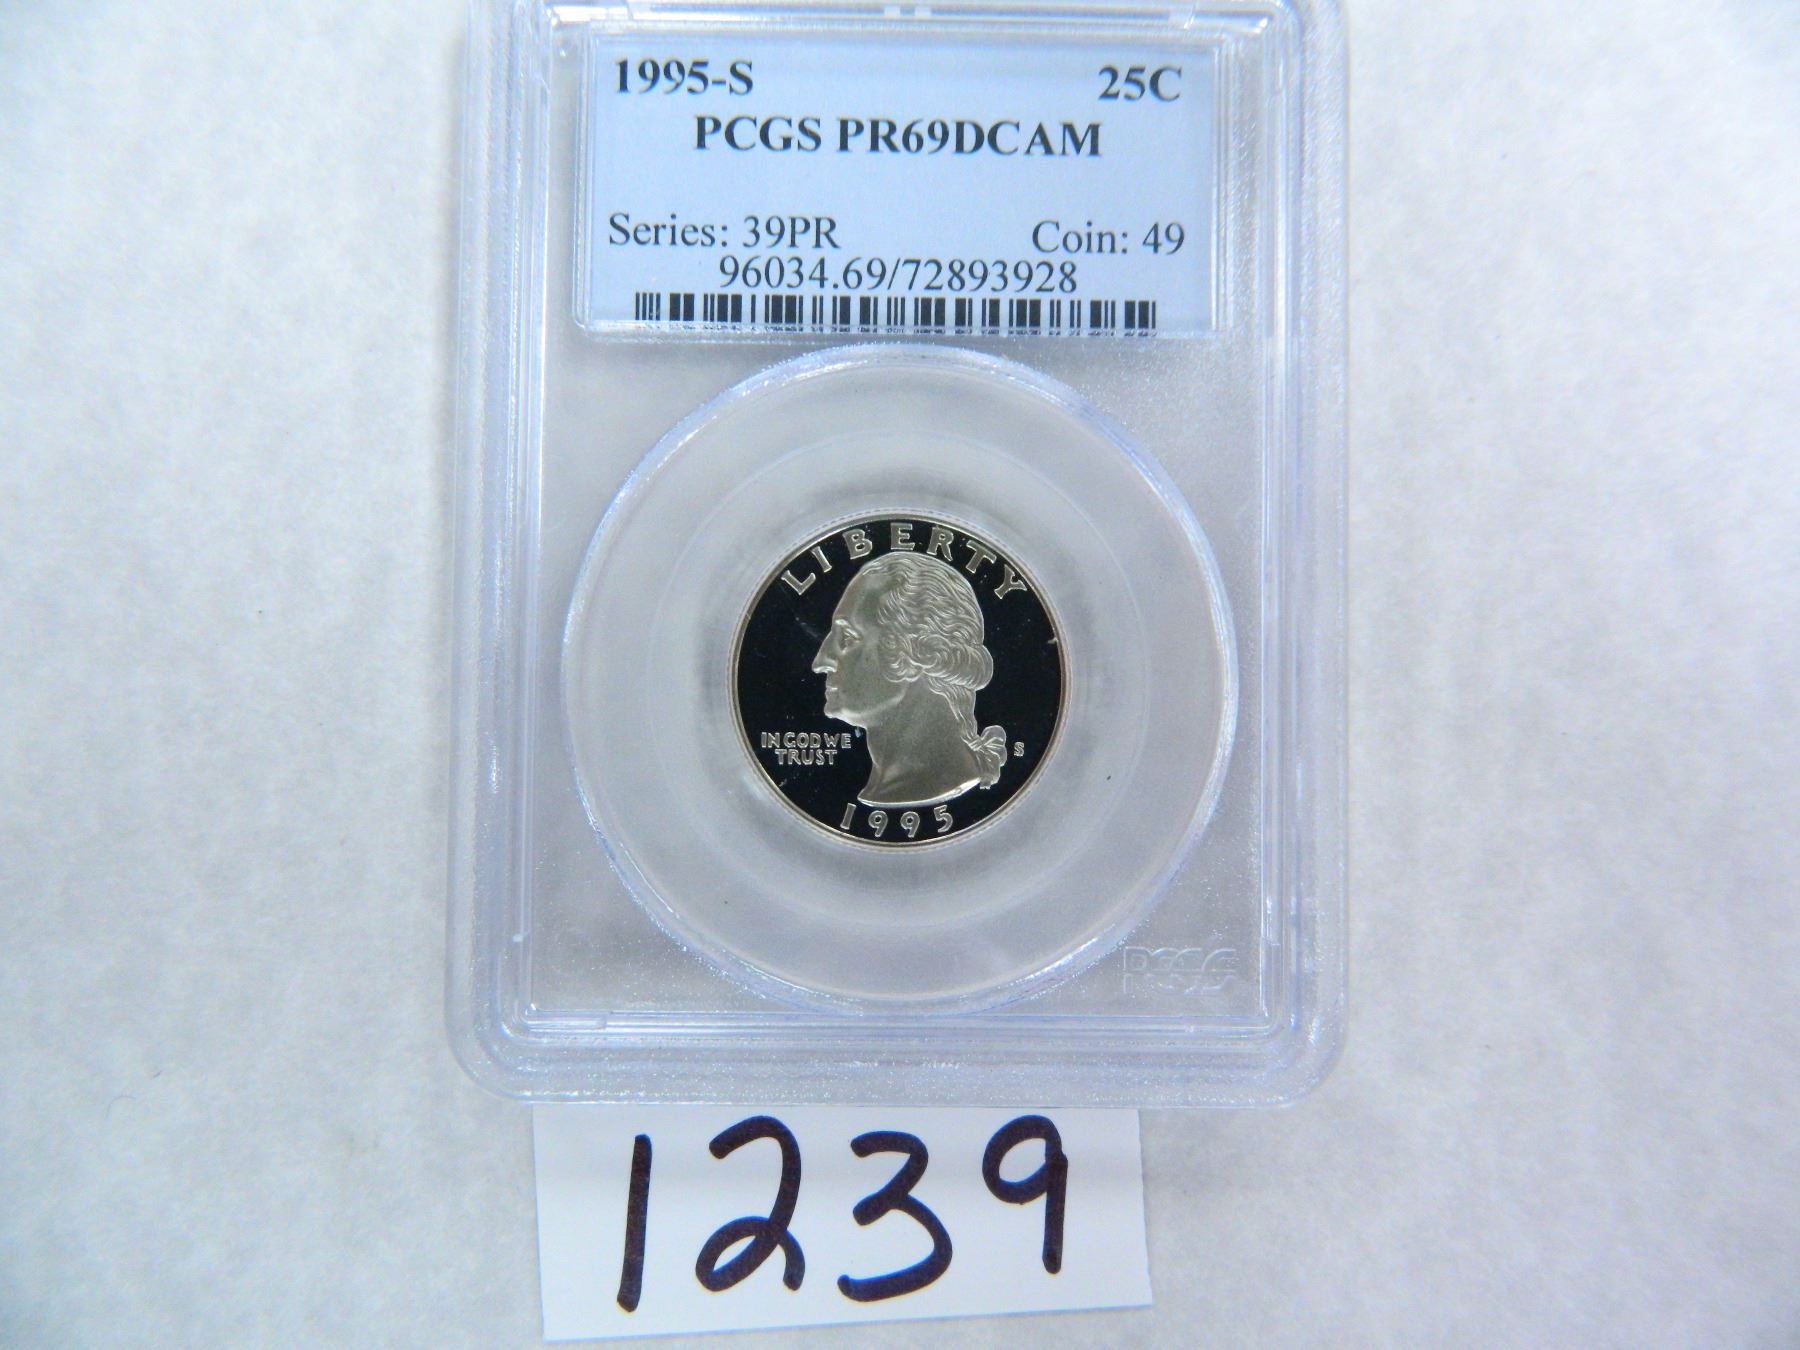 1995-S 25C
PCGS PR69DCAM
Series: 39PR Coin: 49
96034.69/72893928
LIBERTY
IN GOD WE
TRUST
S
1995
PCGS
1239